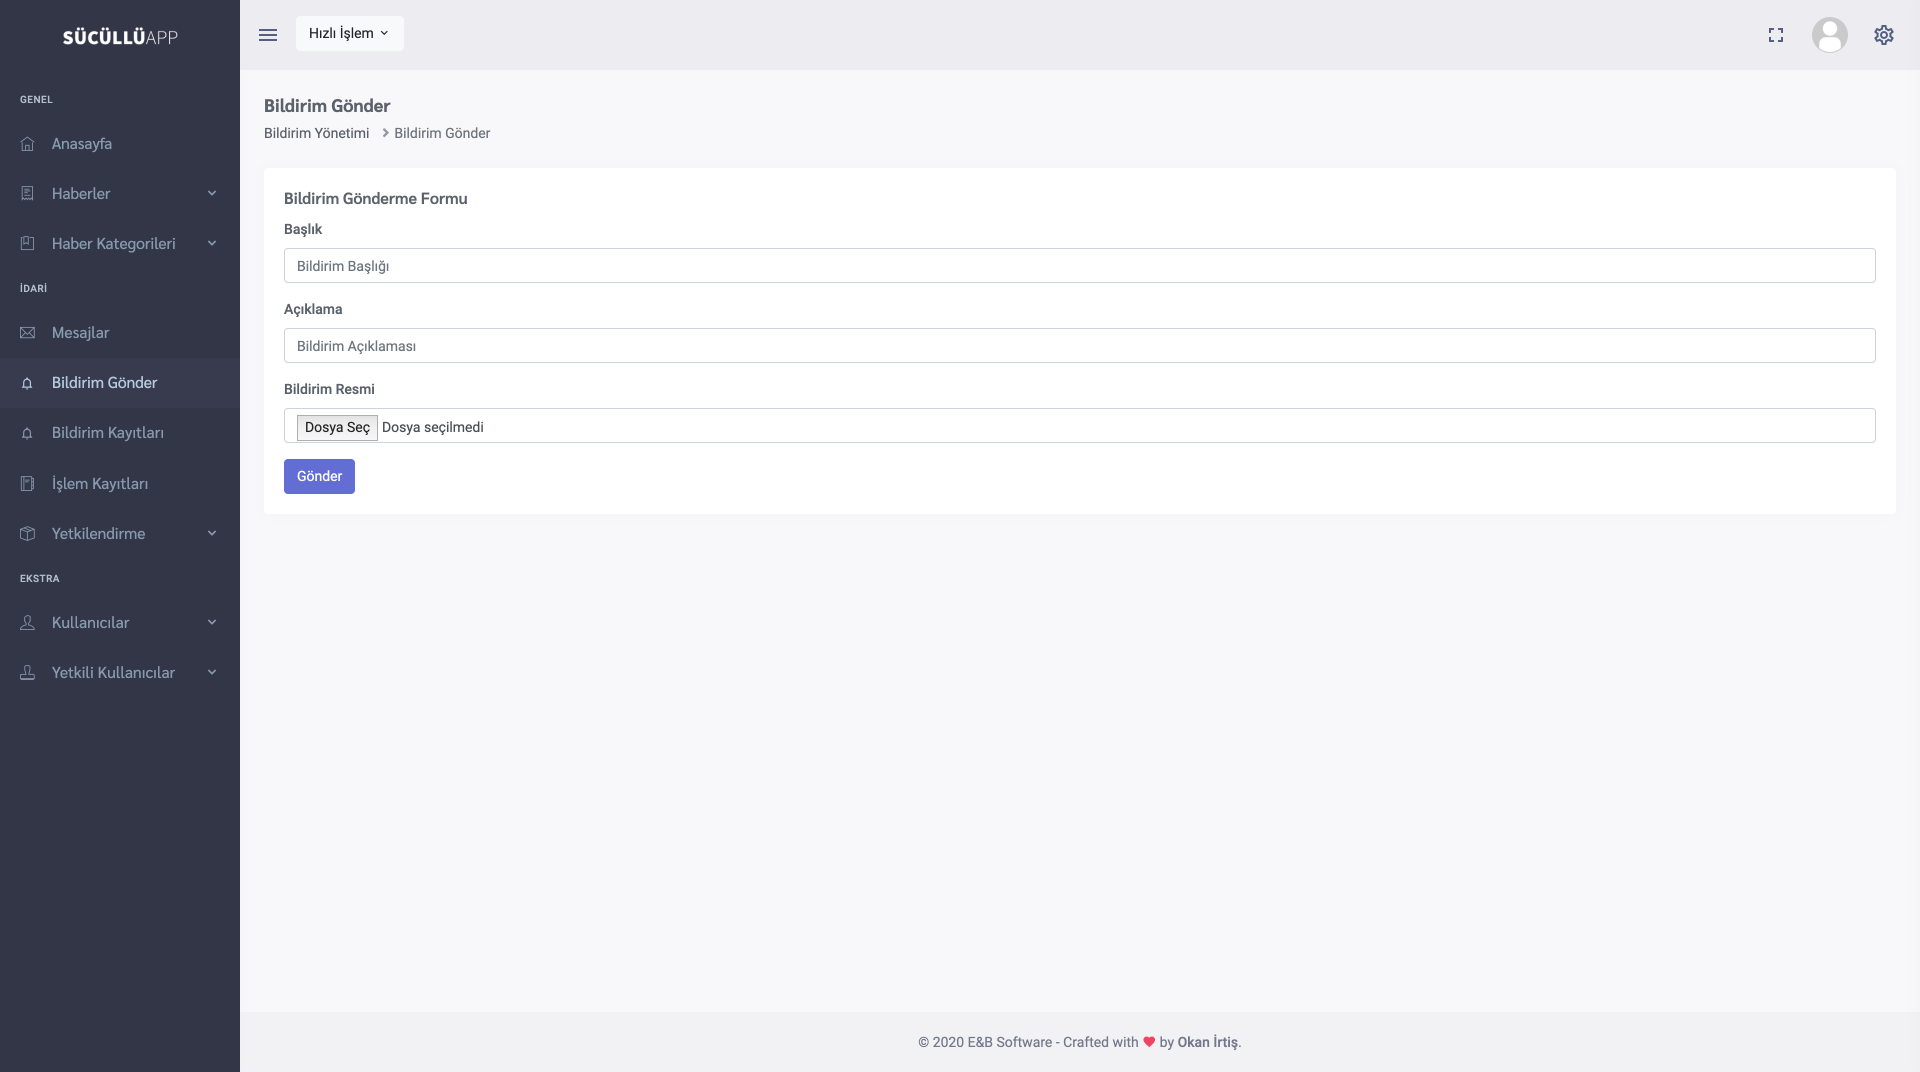 SÜCÜLLÜAPP
GENEL
Anasayfa
Haberler
Haber Kategorileri
İDARİ
Mesajlar
Bildirim Gönder
Bildirim Kayıtları
İşlem Kayıtları
Yetkilendirme
EKSTRA
Kullanıcılar
Yetkili Kullanıcılar
Hızlı İşlem
Bildirim Gönder
Bildirim Yönetimi > Bildirim Gönder
Bildirim Gönderme Formu
Başlık
Bildirim Başlığı
Açıklama
Bildirim Açıklaması
Bildirim Resmi
Dosya Seç Dosya seçilmedi
Gönder
© 2020 E&B Software - Crafted with ❤ by Okan İrtiş.